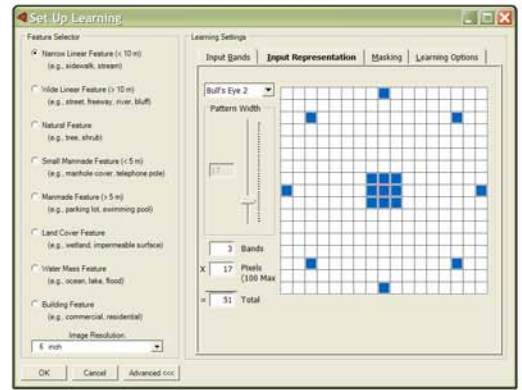 Set Up Learning
Feature Selector
Narrow Linear Feature (< 10 m)
(e.g., sidewalk, stream)
Wide Linear Feature (> 10 m)
(e.g., street, freeway, river, bluff)
Natural Feature
(e.g., tree, shrub)
Small Manmade Feature (< 5 m)
(e.g., manhole cover, telephone pole)
Manmade Feature (> 5 m)
(e.g., parking lot, swimming pool)
Land Cover Feature
(e.g., wetland, impermeable surface)
Water Mass Feature
(e.g., ocean, lake, flood)
Building Feature
(e.g., commercial, residential)
Image Resolution:
6 inch
OK Cancel Advanced <<<
Learning Settings
Input Bands Input Representation Masking Learning Options
Bull's Eye 2
Pattern Width
17
3 Bands
X 17 Pixels
(100 Max
= 51 Total